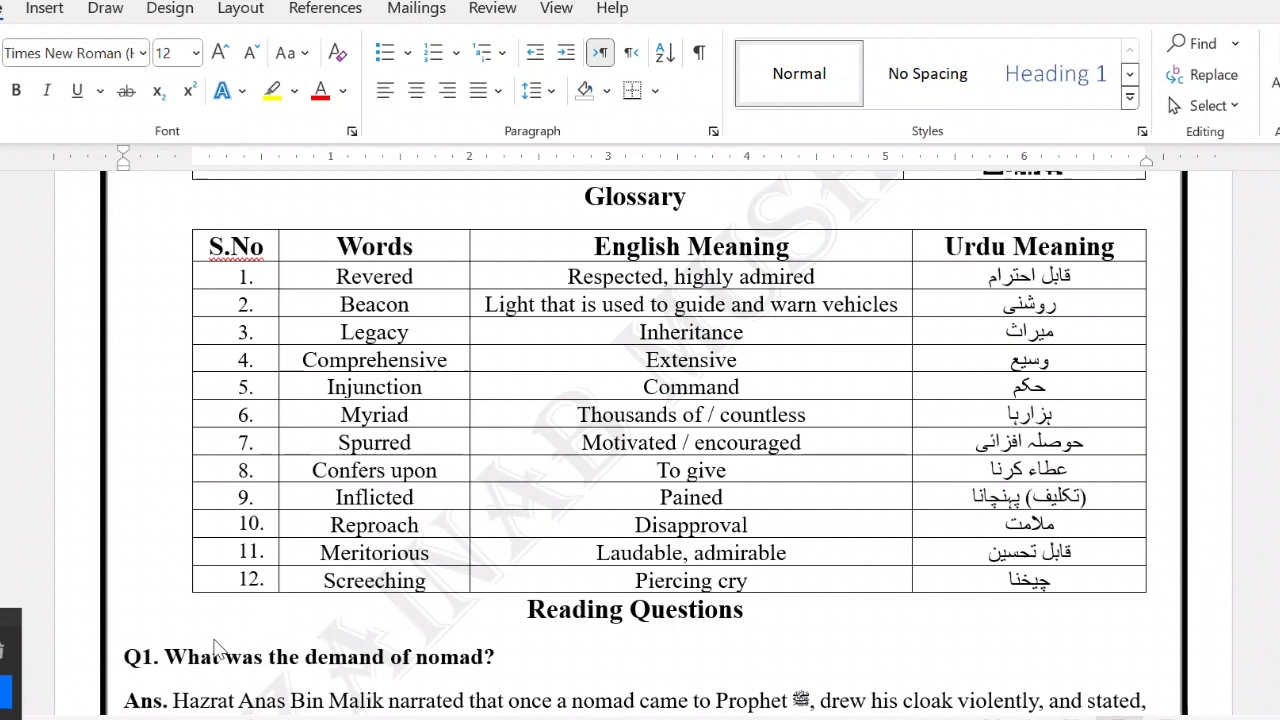 Insert Draw Design Layout References Mailings Review View Help
Times New Roman (H 12 Aa
Find
Replace
Select
Normal No Spacing Heading 1
Font Paragraph Styles Editing
1 2 3 4 5 6
Glossary
S.No Words English Meaning Urdu Meaning
1. Revered Respected, highly admired قابل احترام
2. Beacon Light that is used to guide and warn vehicles روشنی
3. Legacy Inheritance میراث
4. Comprehensive Extensive وسیع
5. Injunction Command حکم
6. Myriad Thousands of / countless ہزارہا
7. Spurred Motivated / encouraged حوصلہ افزائی
8. Confers upon To give عطاء کرنا
9. Inflicted Pained (تکلیف) پہنچانا
10. Reproach Disapproval ملامت
11. Meritorious Laudable, admirable قابل تحسین
12. Screeching Piercing cry چیخنا
Reading Questions
Q1. What was the demand of nomad?
Ans. Hazrat Anas Bin Malik narrated that once a nomad came to Prophet ﷺ, drew his cloak violently, and stated,